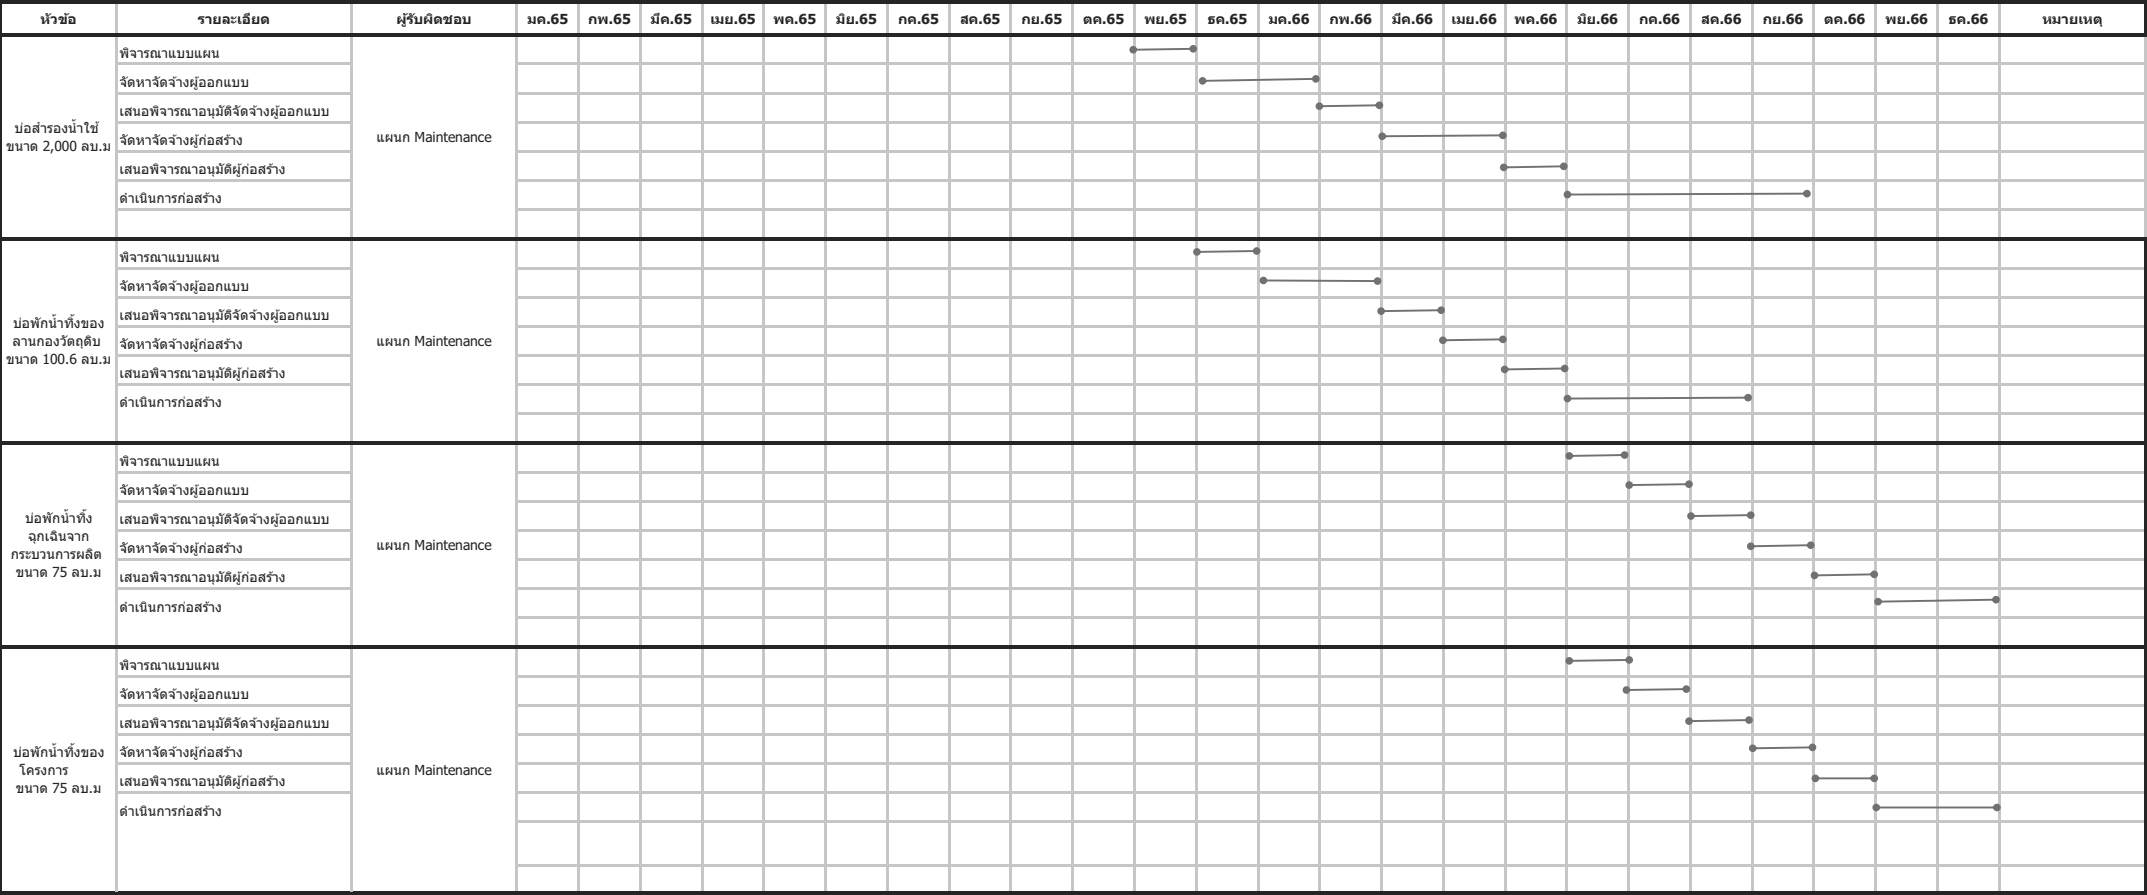 หัวข้อ รายละเอียด ผู้รับผิดชอบ มค.65 กพ.65 มีค.65 เมย.65 พค.65 มิย.65 กค.65 สค.65 กย.65 ตค.65 พย.65 ธค.65 มค.66 กพ.66 มีค.66 เมย.66 พค.66 มิย.66 กค.66 สค.66 กย.66 ตค.66 พย.66 ธค.66 หมายเหตุ
บ่อสำรองน้ำใช้
ขนาด 2,000 ลบ.ม
พิจารณาแบบแผน
จัดหาจัดจ้างผู้ออกแบบ
เสนอพิจารณาอนุมัติจัดจ้างผู้ออกแบบ
จัดหาจัดจ้างผู้ก่อสร้าง
เสนอพิจารณาอนุมัติผู้ก่อสร้าง
ดำเนินการก่อสร้าง
แผนก Maintenance
บ่อพักน้ำทิ้งของ
ลานกองวัตถุดิบ
ขนาด 100.6 ลบ.ม
พิจารณาแบบแผน
จัดหาจัดจ้างผู้ออกแบบ
เสนอพิจารณาอนุมัติจัดจ้างผู้ออกแบบ
จัดหาจัดจ้างผู้ก่อสร้าง
เสนอพิจารณาอนุมัติผู้ก่อสร้าง
ดำเนินการก่อสร้าง
แผนก Maintenance
บ่อพักน้ำทิ้ง
ฉุกเฉินจาก
กระบวนการผลิต
ขนาด 75 ลบ.ม
พิจารณาแบบแผน
จัดหาจัดจ้างผู้ออกแบบ
เสนอพิจารณาอนุมัติจัดจ้างผู้ออกแบบ
จัดหาจัดจ้างผู้ก่อสร้าง
เสนอพิจารณาอนุมัติผู้ก่อสร้าง
ดำเนินการก่อสร้าง
แผนก Maintenance
บ่อพักน้ำทิ้งของ
โครงการ
ขนาด 75 ลบ.ม
พิจารณาแบบแผน
จัดหาจัดจ้างผู้ออกแบบ
เสนอพิจารณาอนุมัติจัดจ้างผู้ออกแบบ
จัดหาจัดจ้างผู้ก่อสร้าง
เสนอพิจารณาอนุมัติผู้ก่อสร้าง
ดำเนินการก่อสร้าง
แผนก Maintenance